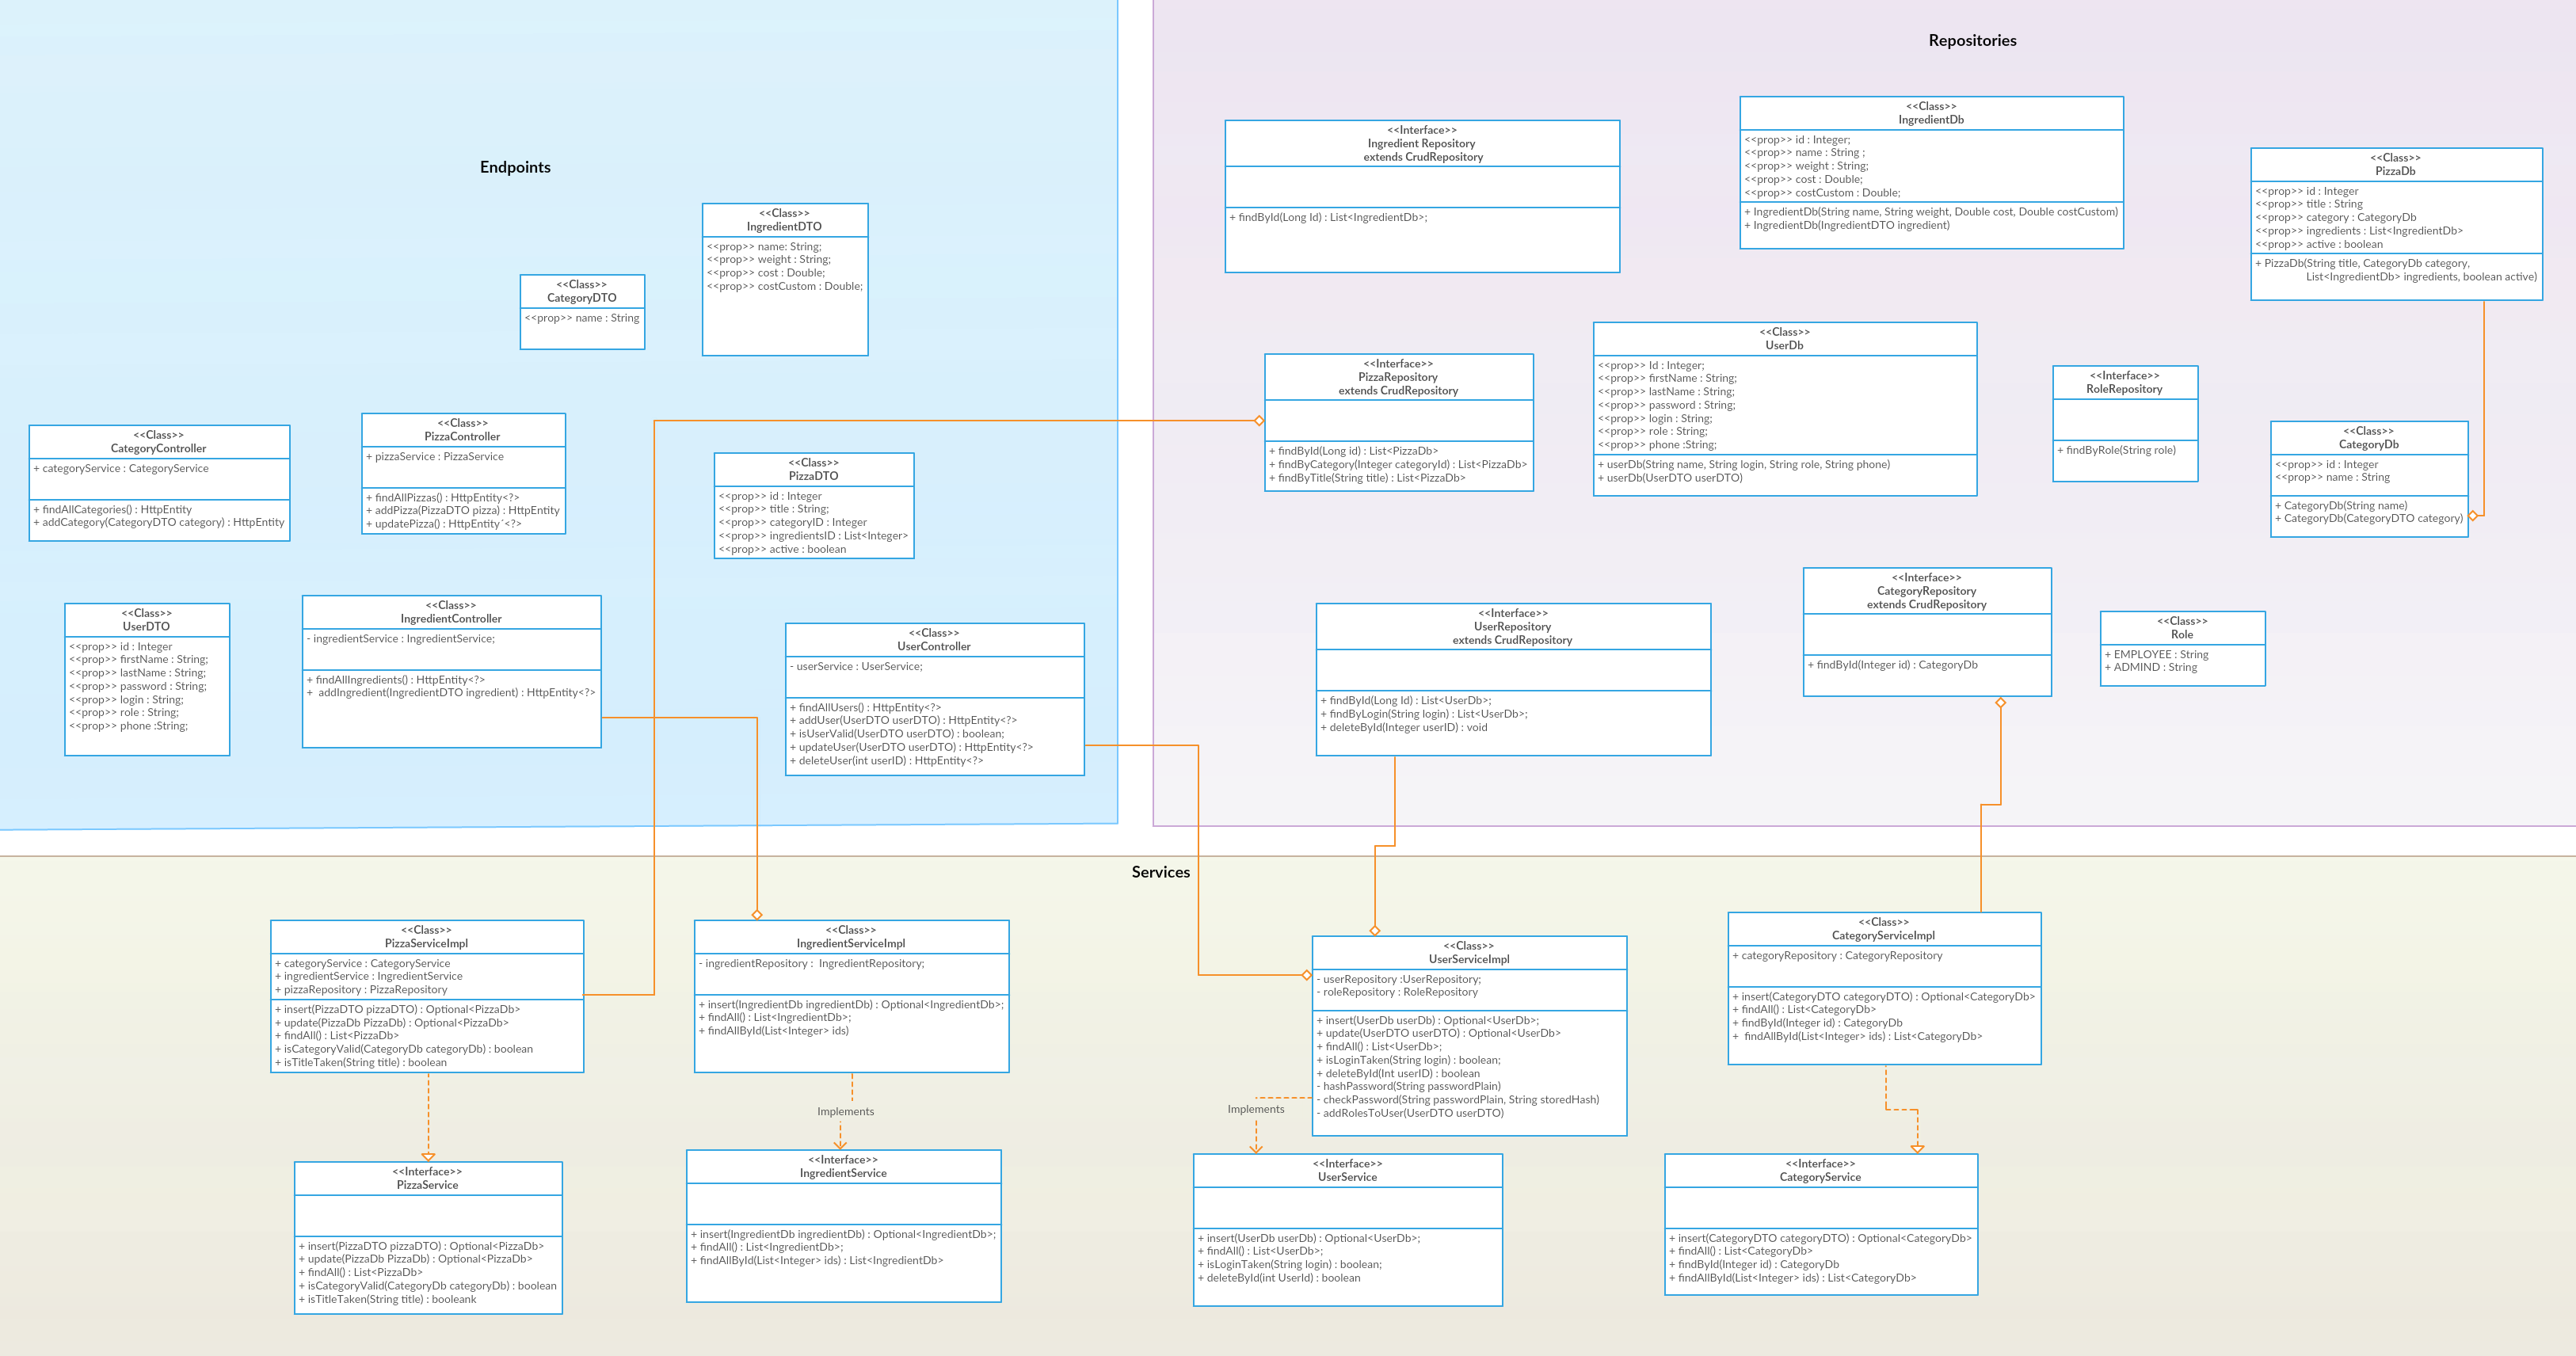 Endpoints
<<Class>>
IngredientDTO
<<prop>> name: String;
<<prop>> weight : String;
<<prop>> cost : Double;
<<prop>> costCustom : Double;
<<Class>>
CategoryDTO
<<prop>> name : String
<<Class>>
CategoryController
+ categoryService : CategoryService
+ findAllCategories() : HttpEntity
+ addCategory(CategoryDTO category) : HttpEntity
<<Class>>
PizzaController
+ pizzaService : PizzaService
+ findAllPizzas() : HttpEntity<?>
+ addPizza(PizzaDTO pizza) : HttpEntity
+ updatePizza() : HttpEntity´<?>
<<Class>>
PizzaDTO
<<prop>> id : Integer
<<prop>> title : String;
<<prop>> categoryID : Integer
<<prop>> ingredientsID : List<Integer>
<<prop>> active : boolean
<<Class>>
UserDTO
<<prop>> id : Integer
<<prop>> firstName : String;
<<prop>> lastName : String;
<<prop>> password : String;
<<prop>> login : String;
<<prop>> role : String;
<<prop>> phone :String;
<<Class>>
IngredientController
- ingredientService : IngredientService;
+ findAllIngredients() : HttpEntity<?>
+  addIngredient(IngredientDTO ingredient) : HttpEntity<?>
<<Class>>
UserController
- userService : UserService;
+ findAllUsers() : HttpEntity<?>
+ addUser(UserDTO userDTO) : HttpEntity<?>
+ isUserValid(UserDTO userDTO) : boolean;
+ updateUser(UserDTO userDTO) : HttpEntity<?>
+ deleteUser(int userID) : HttpEntity<?>
Repositories
<<Interface>>
Ingredient Repository
extends CrudRepository
+ findById(Long Id) : List<IngredientDb>;
<<Class>>
IngredientDb
<<prop>> id : Integer;
<<prop>> name : String ;
<<prop>> weight : String;
<<prop>> cost : Double;
<<prop>> costCustom : Double;
+ IngredientDb(String name, String weight, Double cost, Double costCustom)
+ IngredientDb(IngredientDTO ingredient)
<<Class>>
PizzaDb
<<prop>> id : Integer
<<prop>> title : String
<<prop>> category : CategoryDb
<<prop>> ingredients : List<IngredientDb>
<<prop>> active : boolean
+ PizzaDb(String title, CategoryDb category,
List<IngredientDb> ingredients, boolean active)
<<Interface>>
PizzaRepository
extends CrudRepository
+ findById(Long id) : List<PizzaDb>
+ findByCategory(Integer categoryId) : List<PizzaDb>
+ findByTitle(String title) : List<PizzaDb>
<<Class>>
UserDb
<<prop>> Id : Integer;
<<prop>> firstName : String;
<<prop>> lastName : String;
<<prop>> password : String;
<<prop>> login : String;
<<prop>> role : String;
<<prop>> phone :String;
+ userDb(String name, String login, String role, String phone)
+ userDb(UserDTO userDTO)
<<Interface>>
RoleRepository
+ findByRole(String role)
<<Class>>
CategoryDb
<<prop>> id : Integer
<<prop>> name : String
+ CategoryDb(String name)
+ CategoryDb(CategoryDTO category)
<<Interface>>
UserRepository
extends CrudRepository
+ findById(Long Id) : List<UserDb>;
+ findByLogin(String login) : List<UserDb>;
+ deleteById(Integer userID) : void
<<Interface>>
CategoryRepository
extends CrudRepository
+ findById(Integer id) : CategoryDb
<<Class>>
Role
+ EMPLOYEE : String
+ ADMIND : String
Services
<<Class>>
PizzaServiceImpl
+ categoryService : CategoryService
+ ingredientService : IngredientService
+ pizzaRepository : PizzaRepository
+ insert(PizzaDTO pizzaDTO) : Optional<PizzaDb>
+ update(PizzaDb PizzaDb) : Optional<PizzaDb>
+ findAll() : List<PizzaDb>
+ isCategoryValid(CategoryDb categoryDb) : boolean
+ isTitleTaken(String title) : boolean
<<Class>>
IngredientServiceImpl
- ingredientRepository :  IngredientRepository;
+ insert(IngredientDb ingredientDb) : Optional<IngredientDb>;
+ findAll() : List<IngredientDb>;
+ findAllById(List<Integer> ids)
<<Class>>
UserServiceImpl
- userRepository :UserRepository;
- roleRepository : RoleRepository
+ insert(UserDb userDb) : Optional<UserDb>;
+ update(UserDTO userDTO) : Optional<UserDb>
+ findAll() : List<UserDb>;
+ isLoginTaken(String login) : boolean;
+ deleteById(Int userID) : boolean
- hashPassword(String passwordPlain)
- checkPassword(String passwordPlain, String storedHash)
- addRolesToUser(UserDTO userDTO)
<<Class>>
CategoryServiceImpl
+ categoryRepository : CategoryRepository
+ insert(CategoryDTO categoryDTO) : Optional<CategoryDb>
+ findAll() : List<CategoryDb>
+ findById(Integer id) : CategoryDb
+  findAllById(List<Integer> ids) : List<CategoryDb>
Implements
Implements
<<Interface>>
PizzaService
+ insert(PizzaDTO pizzaDTO) : Optional<PizzaDb>
+ update(PizzaDb PizzaDb) : Optional<PizzaDb>
+ findAll() : List<PizzaDb>
+ isCategoryValid(CategoryDb categoryDb) : boolean
+ isTitleTaken(String title) : booleank
<<Interface>>
IngredientService
+ insert(IngredientDb ingredientDb) : Optional<IngredientDb>;
+ findAll() : List<IngredientDb>;
+ findAllById(List<Integer> ids) : List<IngredientDb>
<<Interface>>
UserService
+ insert(UserDb userDb) : Optional<UserDb>;
+ findAll() : List<UserDb>;
+ isLoginTaken(String login) : boolean;
+ deleteById(int UserId) : boolean
<<Interface>>
CategoryService
+ insert(CategoryDTO categoryDTO) : Optional<CategoryDb>
+ findAll() : List<CategoryDb>
+ findById(Integer id) : CategoryDb
+ findAllById(List<Integer> ids) : List<CategoryDb>